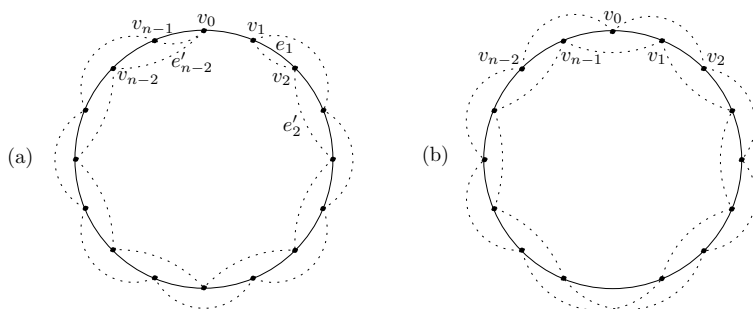 v_{n−1} v_0 v_1
e_1
v_{n−2} e'_{n−2} v_2
e'_2
(a)
v_0
v_{n−2} v_{n−1} v_1 v_2
(b)